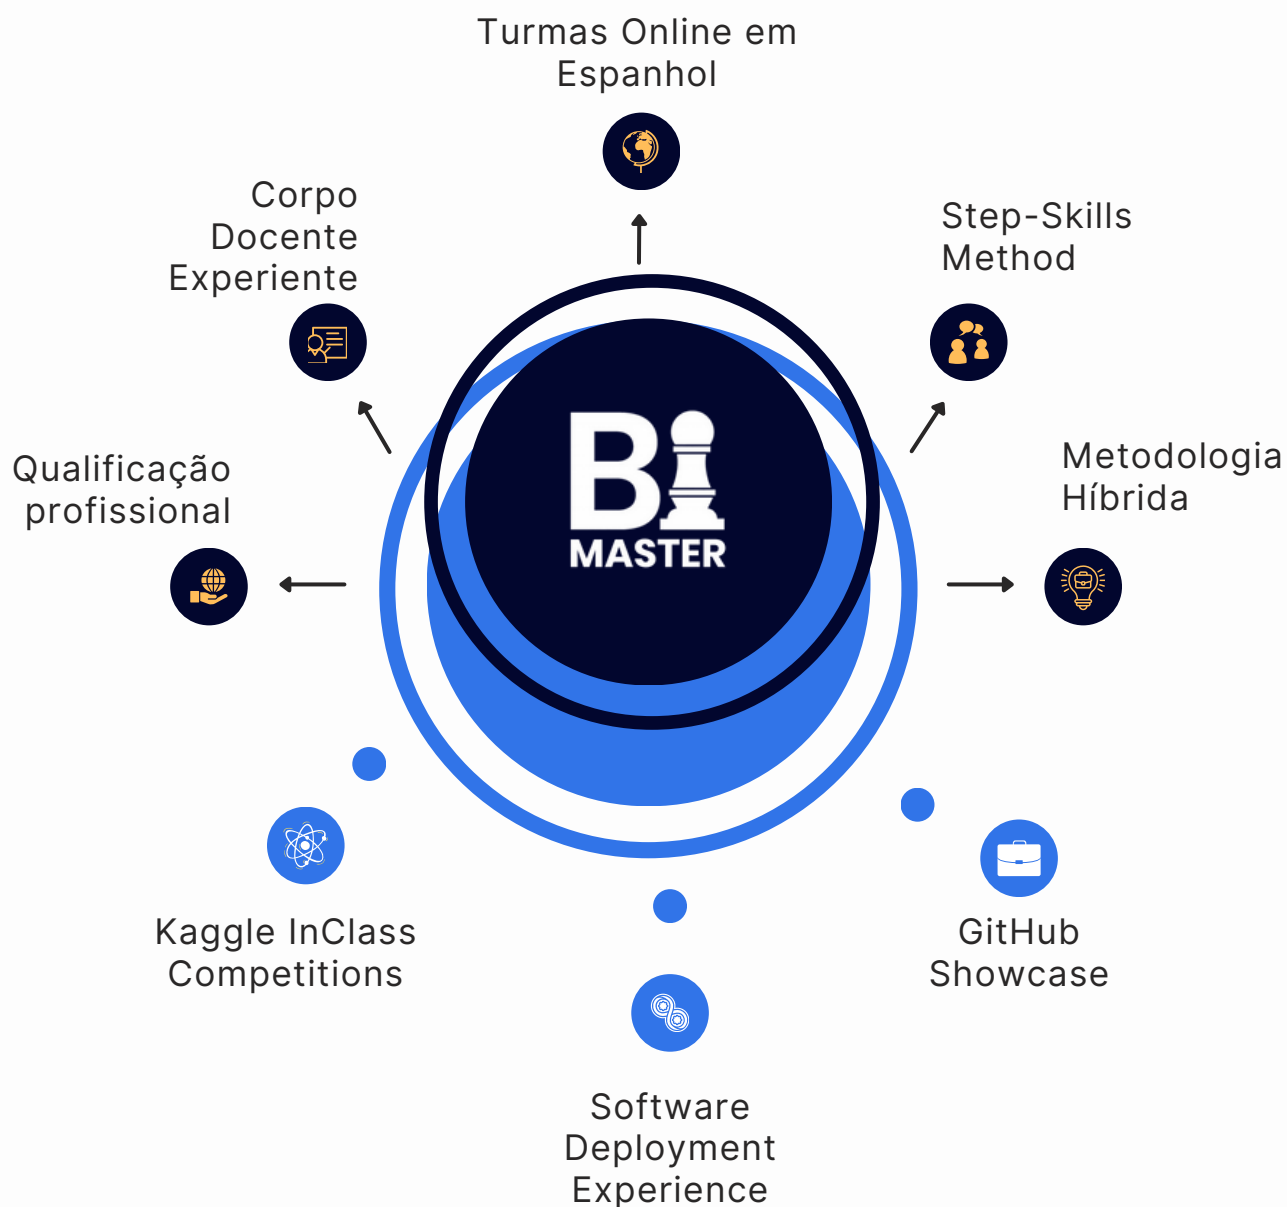 Turmas Online em
Espanhol
Corpo
Docente
Experiente
Step-Skills
Method
Qualificação
profissional
Metodologia
Híbrida
BI
MASTER
Kaggle InClass
Competitions
GitHub
Showcase
Software
Deployment
Experience